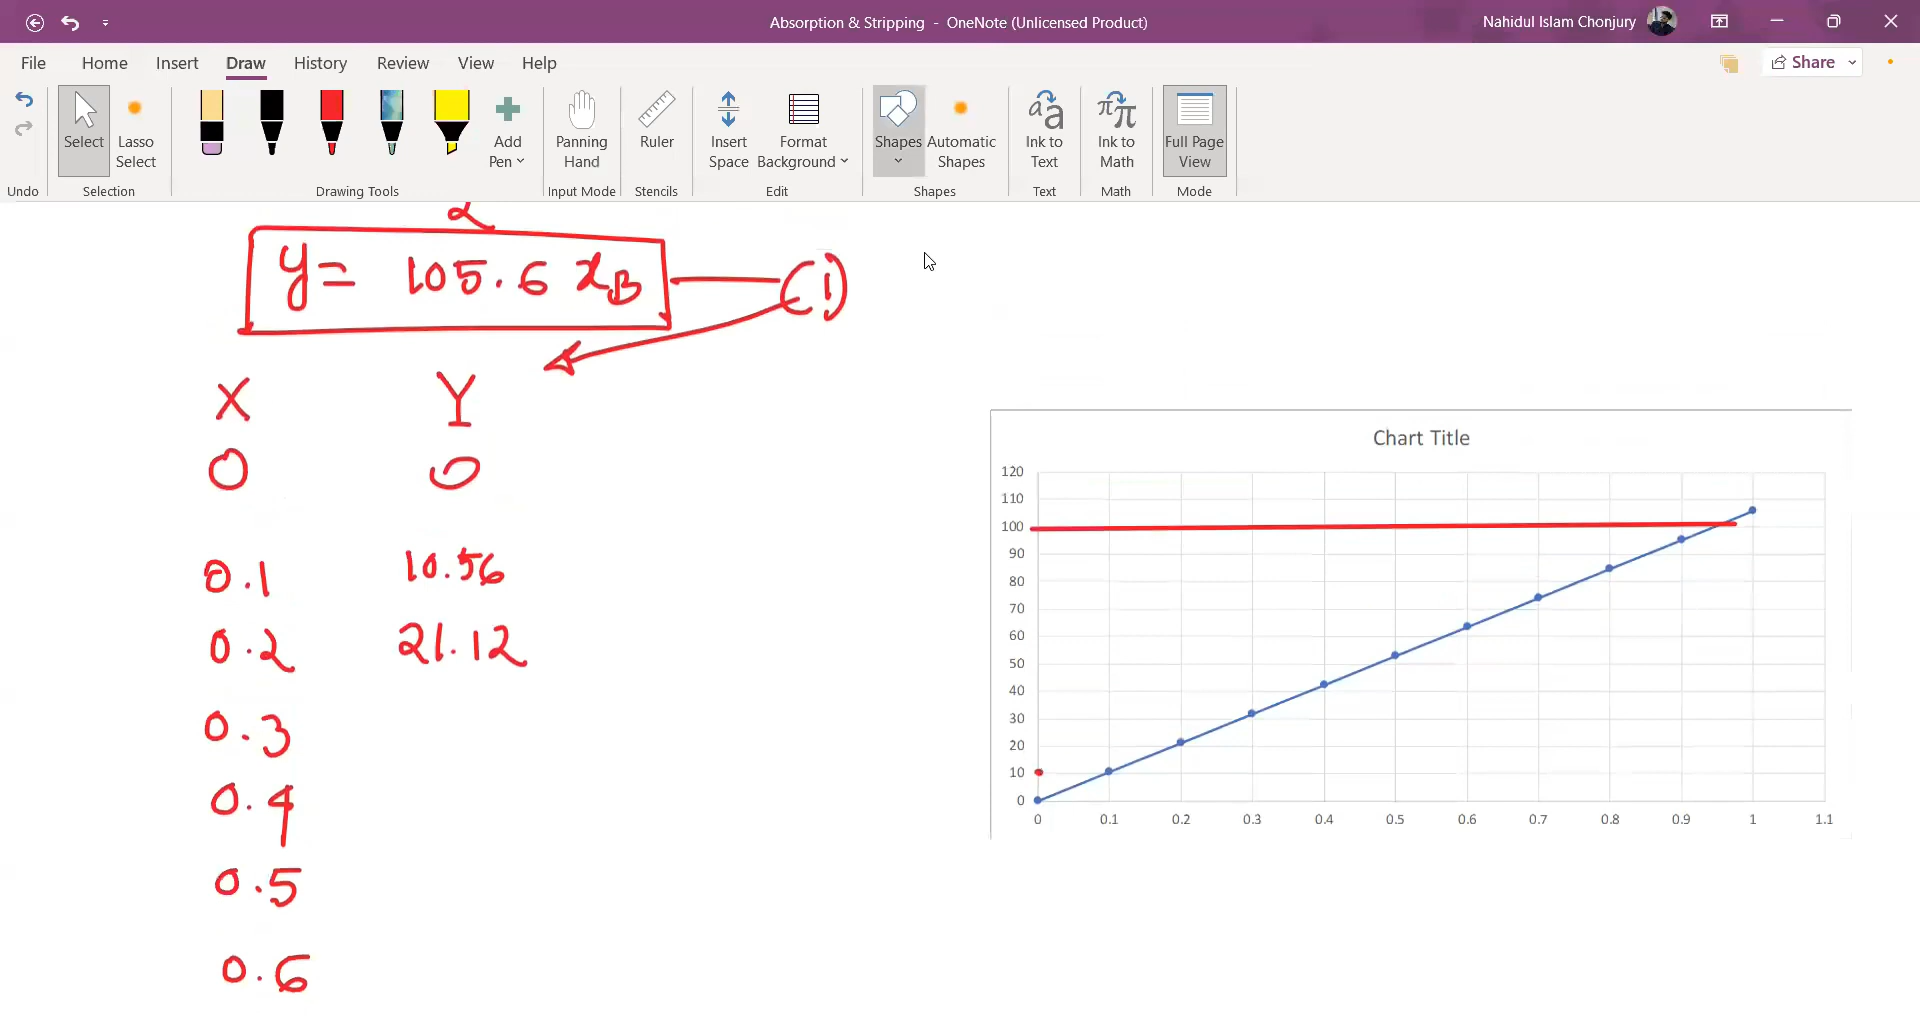 Absorption & Stripping - OneNote (Unlicensed Product)
Nahidul Islam Chonjury
File Home Insert Draw History Review View Help
Share
Select
Lasso Select
Add Pen
Panning Hand
Ruler
Insert Space
Format Background
Shapes
Automatic Shapes
Ink to Text
Ink to Math
Full Page View
Undo
Selection
Drawing Tools
Input Mode
Stencils
Edit
Shapes
Text
Math
Mode
y = 105.6 x_B
(1)
X Y
0 0
0.1 10.56
0.2 21.12
0.3
0.4
0.5
0.6
Chart Title
120
110
100
90
80
70
60
50
40
30
20
10
0
0 0.1 0.2 0.3 0.4 0.5 0.6 0.7 0.8 0.9 1 1.1